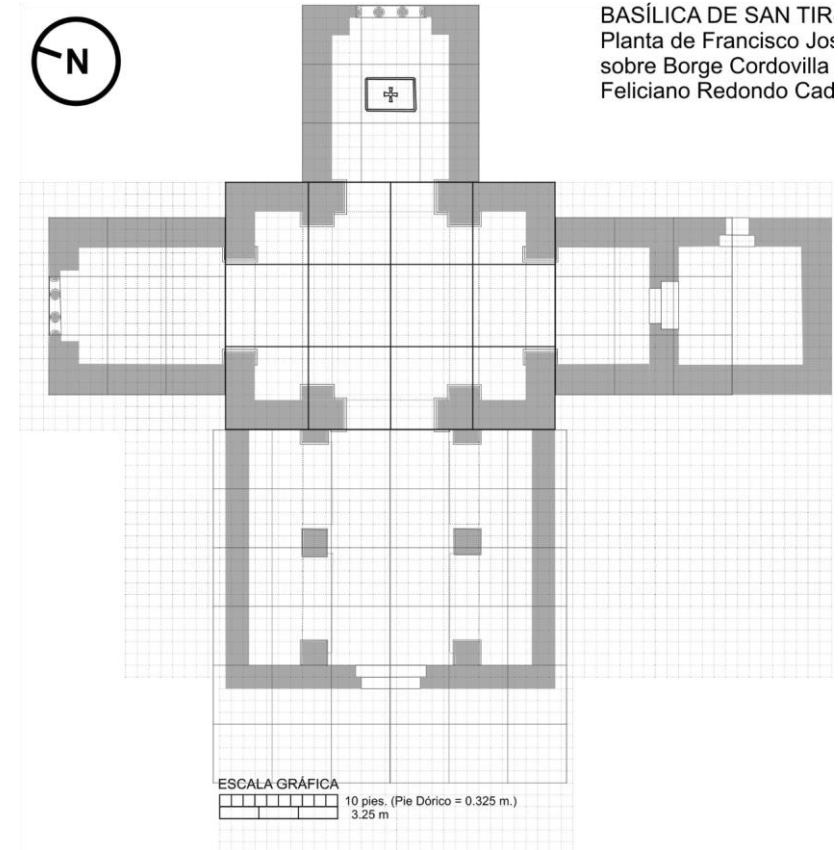 N
BASÍLICA DE SAN TIR
Planta de Francisco Jos
sobre Borge Cordovilla
Feliciano Redondo Cad
ESCALA GRÁFICA
10 pies. (Pie Dórico = 0.325 m.)
3.25 m